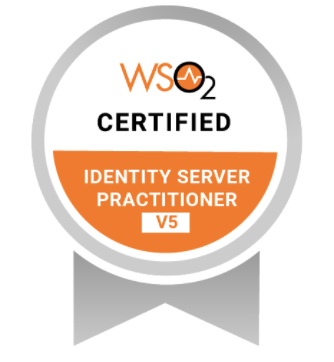 WSO2
CERTIFIED
IDENTITY SERVER
PRACTITIONER
V5